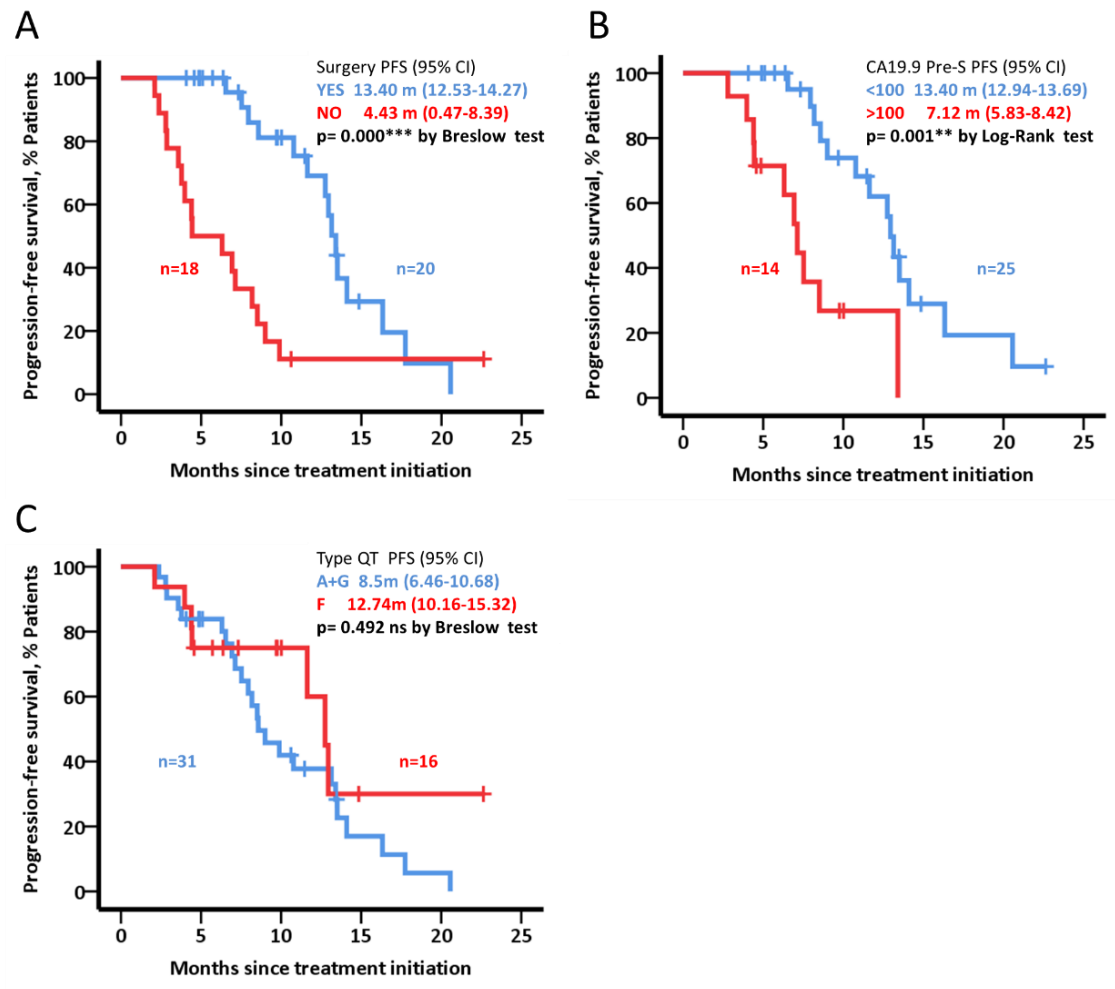 A
Surgery PFS (95% CI)
YES 13.40 m (12.53-14.27)
NO 4.43 m (0.47-8.39)
p= 0.000*** by Breslow test
Progression-free survival, % Patients
100
80
60
40
20
0
n=18
n=20
0 5 10 15 20 25
Months since treatment initiation
B
CA19.9 Pre-S PFS (95% CI)
<100 13.40 m (12.94-13.69)
>100 7.12 m (5.83-8.42)
p= 0.001** by Log-Rank test
Progression-free survival, % Patients
100
80
60
40
20
0
n=14
n=25
0 5 10 15 20 25
Months since treatment initiation
C
Type QT PFS (95% CI)
A+G 8.5m (6.46-10.68)
F 12.74m (10.16-15.32)
p= 0.492 ns by Breslow test
Progression-free survival, % Patients
100
80
60
40
20
0
n=31
n=16
0 5 10 15 20 25
Months since treatment initiation